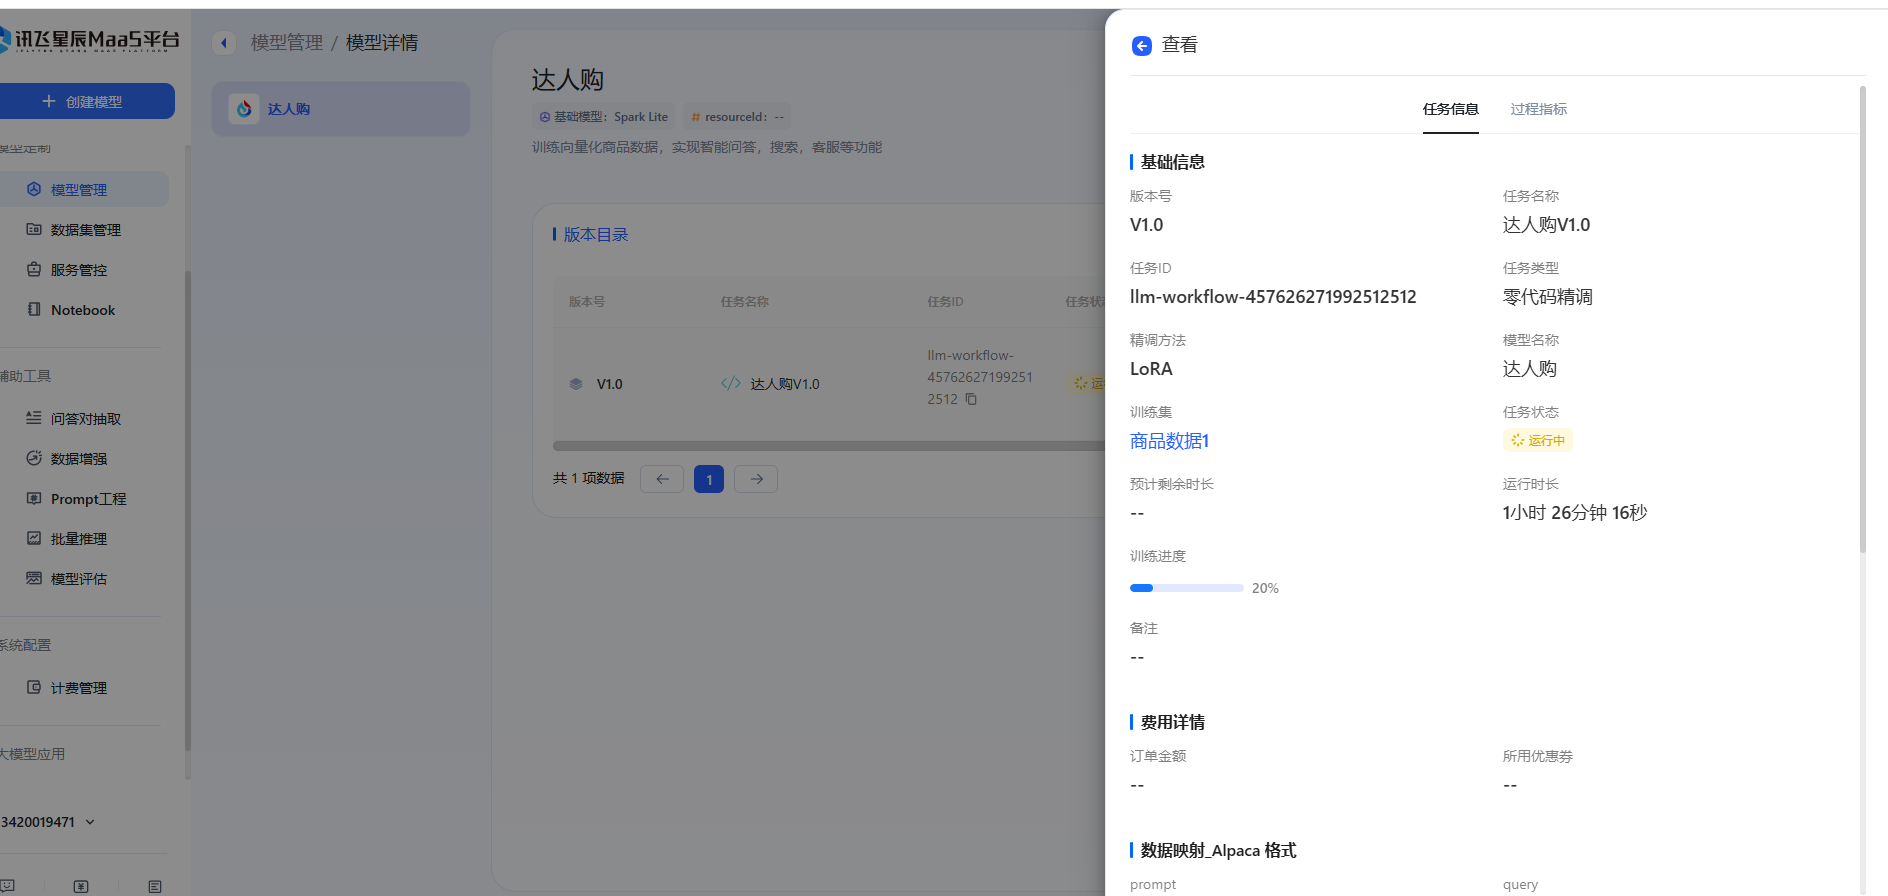 讯飞星辰MaaS平台
IFLYTEK SPARK MAAS PLATFORM
创建模型
模型定制
模型管理
数据集管理
服务管控
Notebook
辅助工具
问答对抽取
数据增强
Prompt工程
批量推理
模型评估
系统配置
计费管理
大模型应用
3420019471
模型管理 / 模型详情
达人购
达人购
基础模型：Spark Lite
# resourceId： --
训练向量化商品数据，实现智能问答，搜索，客服等功能
版本目录
版本号 任务名称 任务ID 任务状
V1.0
</> 达人购V1.0
llm-workflow-
45762627199251
2512
运
共 1 项数据
1
查看
任务信息 过程指标
基础信息
版本号 任务名称
V1.0 达人购V1.0
任务ID 任务类型
llm-workflow-457626271992512512 零代码精调
精调方法 模型名称
LoRA 达人购
训练集 任务状态
商品数据1 运行中
预计剩余时长 运行时长
-- 1小时 26分钟 16秒
训练进度
20%
备注
--
费用详情
订单金额 所用优惠券
-- --
数据映射_Alpaca 格式
prompt query